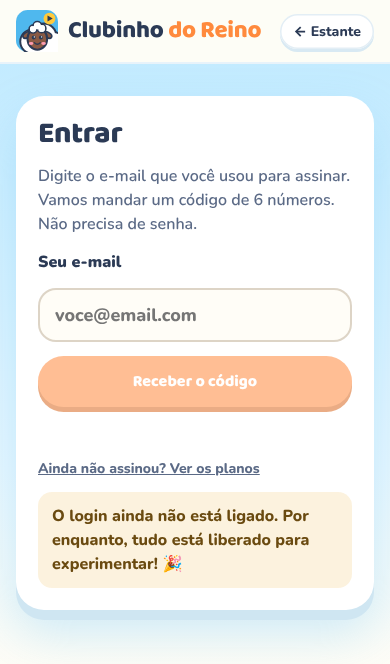 Clubinho do Reino
← Estante
Entrar
Digite o e-mail que você usou para assinar.
Vamos mandar um código de 6 números.
Não precisa de senha.
Seu e-mail
voce@email.com
Receber o código
Ainda não assinou? Ver os planos
O login ainda não está ligado. Por
enquanto, tudo está liberado para
experimentar! 🎉